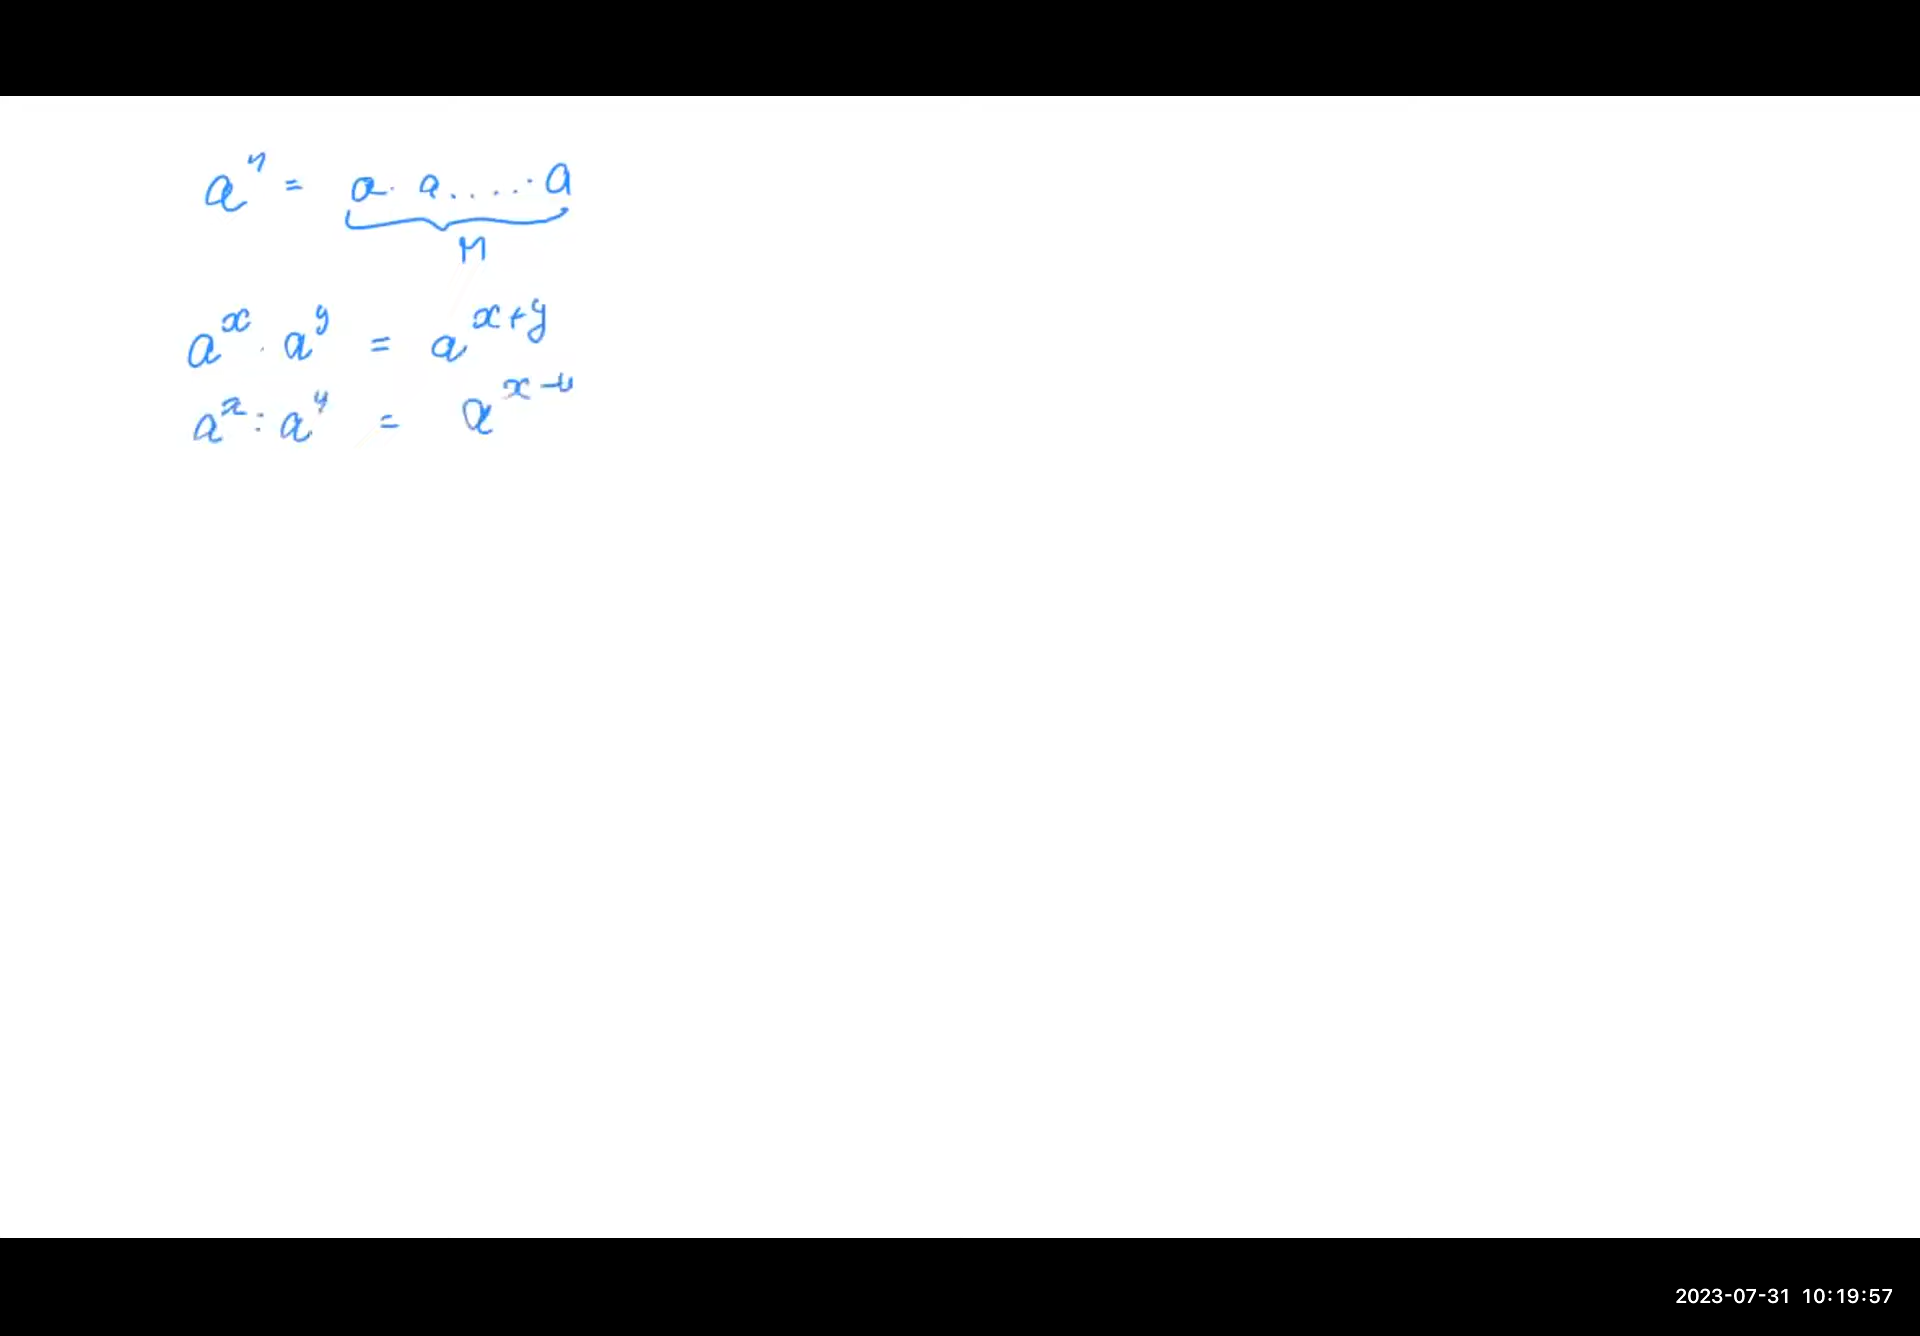 aⁿ = a · a . . . . · a
n
aˣ · aʸ = aˣ⁺ʸ
aˣ : aʸ = aˣ⁻ʸ
2023-07-31 10:19:57